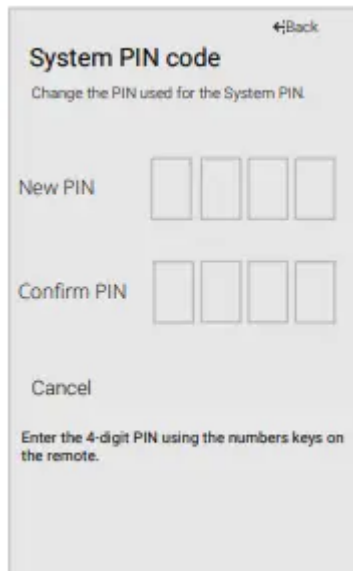 Back
System PIN code
Change the PIN used for the System PIN.
New PIN
Confirm PIN
Cancel
Enter the 4-digit PIN using the numbers keys on
the remote.